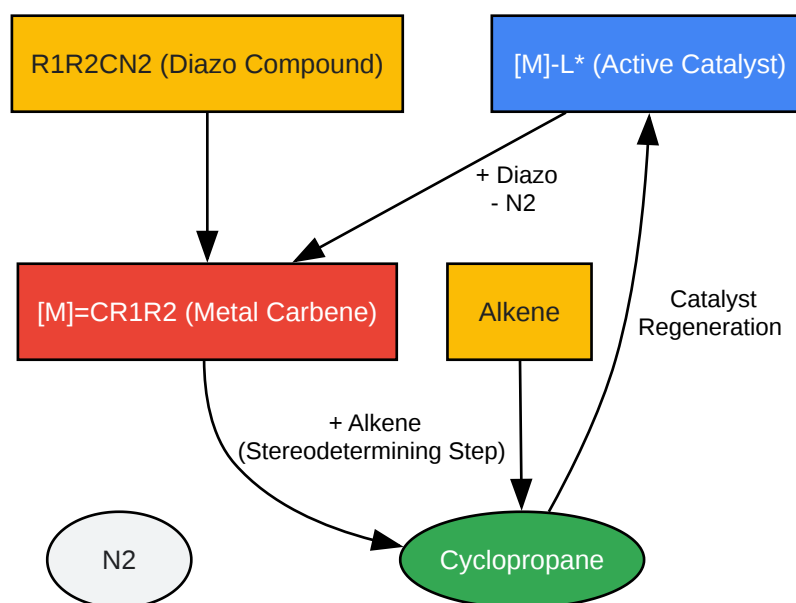 R1R2CN2 (Diazo Compound)
[M]-L* (Active Catalyst)
+ Diazo
- N2
[M]=CR1R2 (Metal Carbene)
Alkene
Catalyst
Regeneration
+ Alkene
(Stereodetermining Step)
N2
Cyclopropane